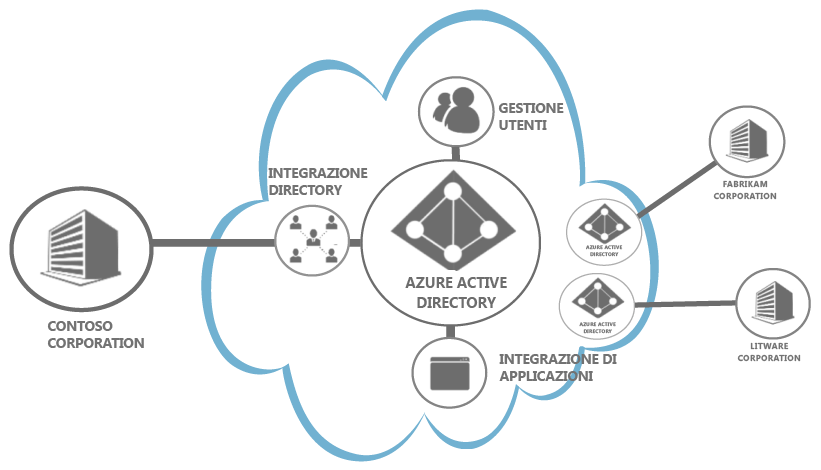 GESTIONE
UTENTI
INTEGRAZIONE
DIRECTORY
FABRIKAM
CORPORATION
AZURE ACTIVE
DIRECTORY
AZURE ACTIVE
DIRECTORY
AZURE ACTIVE
DIRECTORY
CONTOSO
CORPORATION
LITWARE
CORPORATION
INTEGRAZIONE DI
APPLICAZIONI